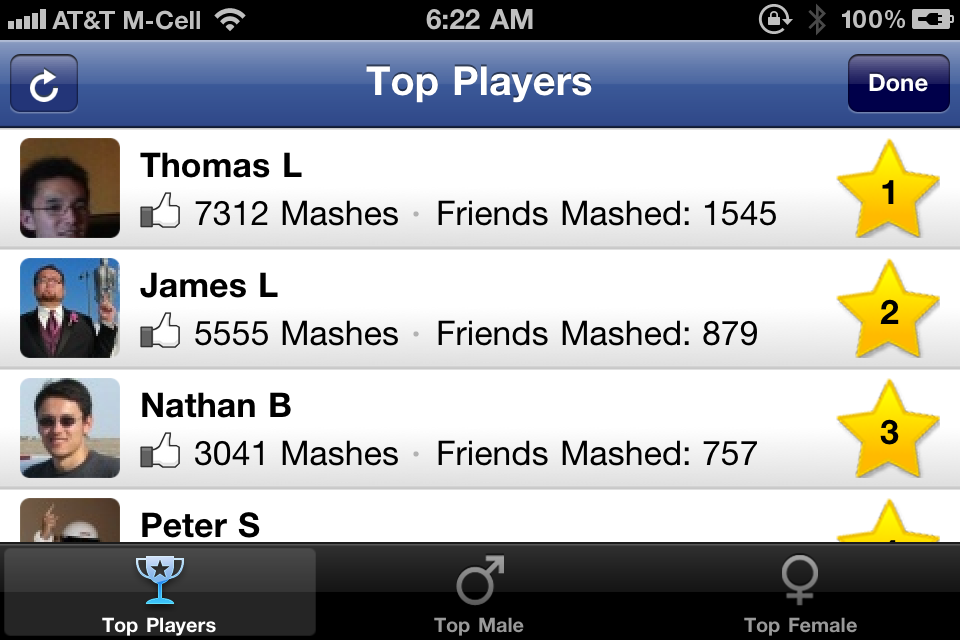 AT&T M-Cell 6:22 AM 100%
Top Players Done
Thomas L
7312 Mashes · Friends Mashed: 1545
1
James L
5555 Mashes · Friends Mashed: 879
2
Nathan B
3041 Mashes · Friends Mashed: 757
3
Peter S
Top Players Top Male Top Female